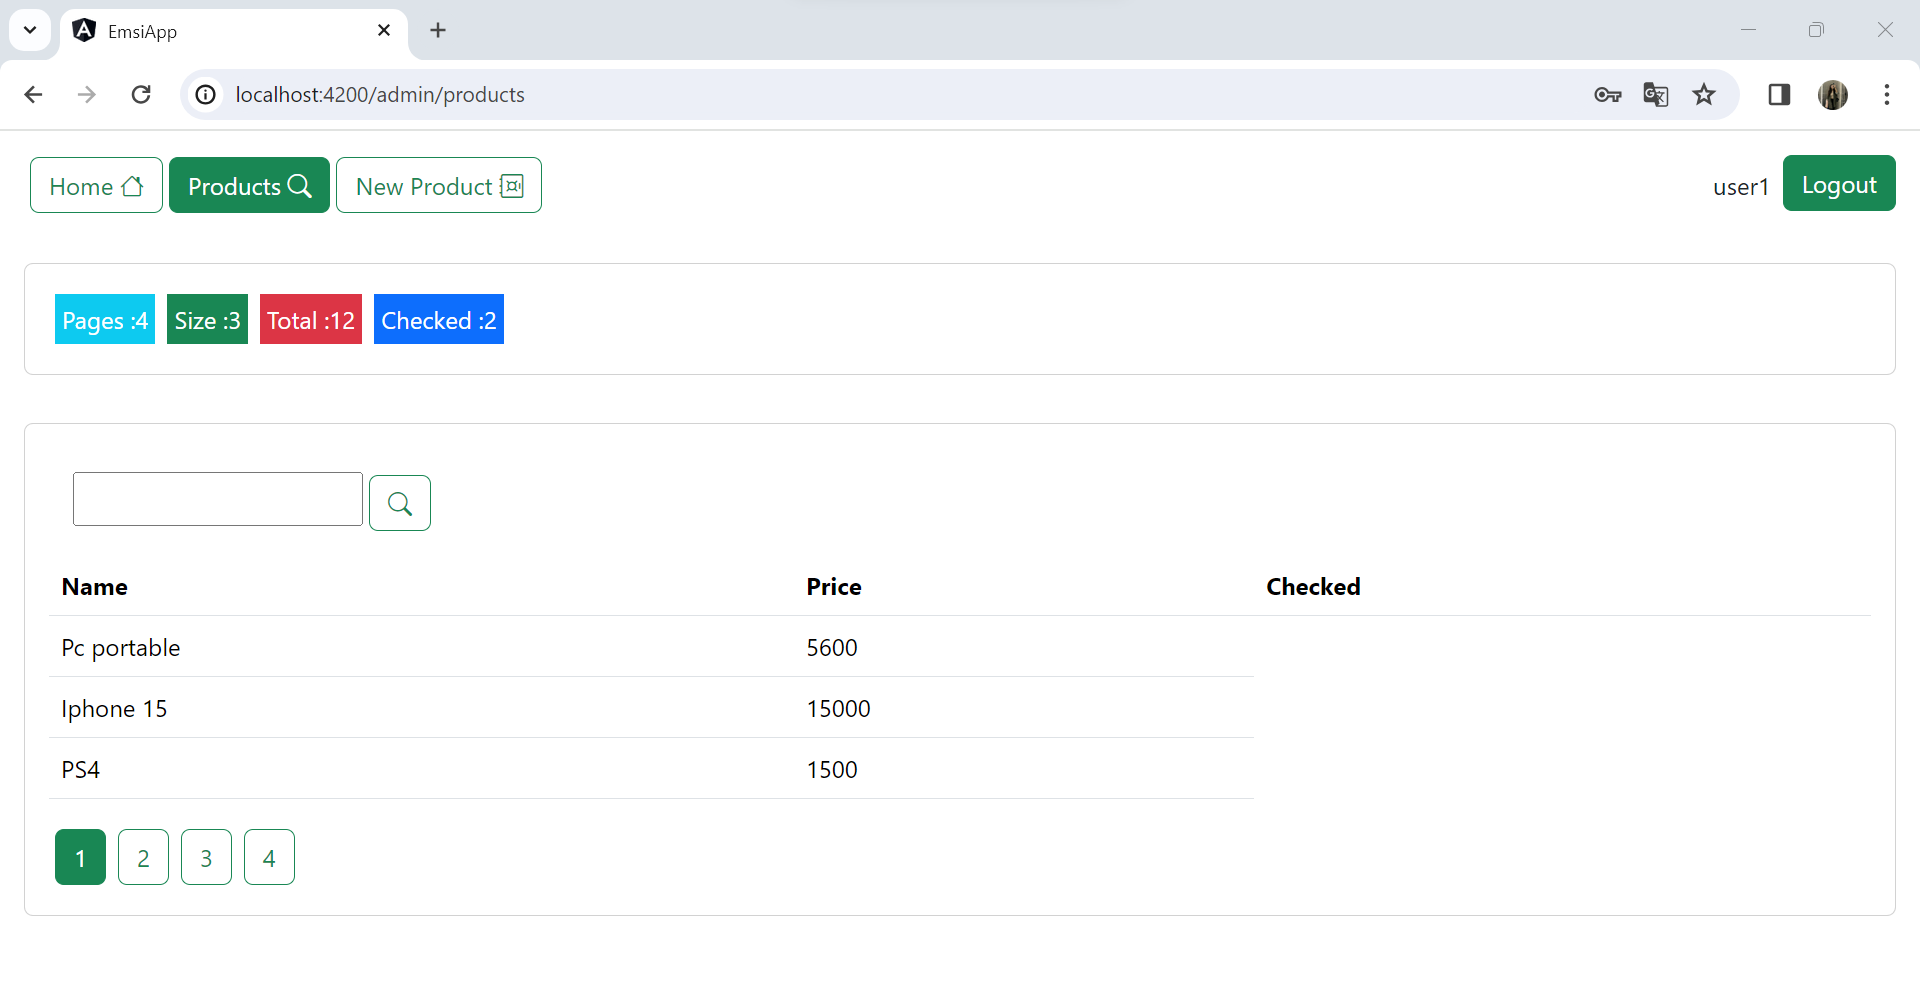 EmsiApp
localhost:4200/admin/products
Home Products New Product user1 Logout
Pages :4 Size :3 Total :12 Checked :2
Name Price Checked
Pc portable 5600
Iphone 15 15000
PS4 1500
1 2 3 4